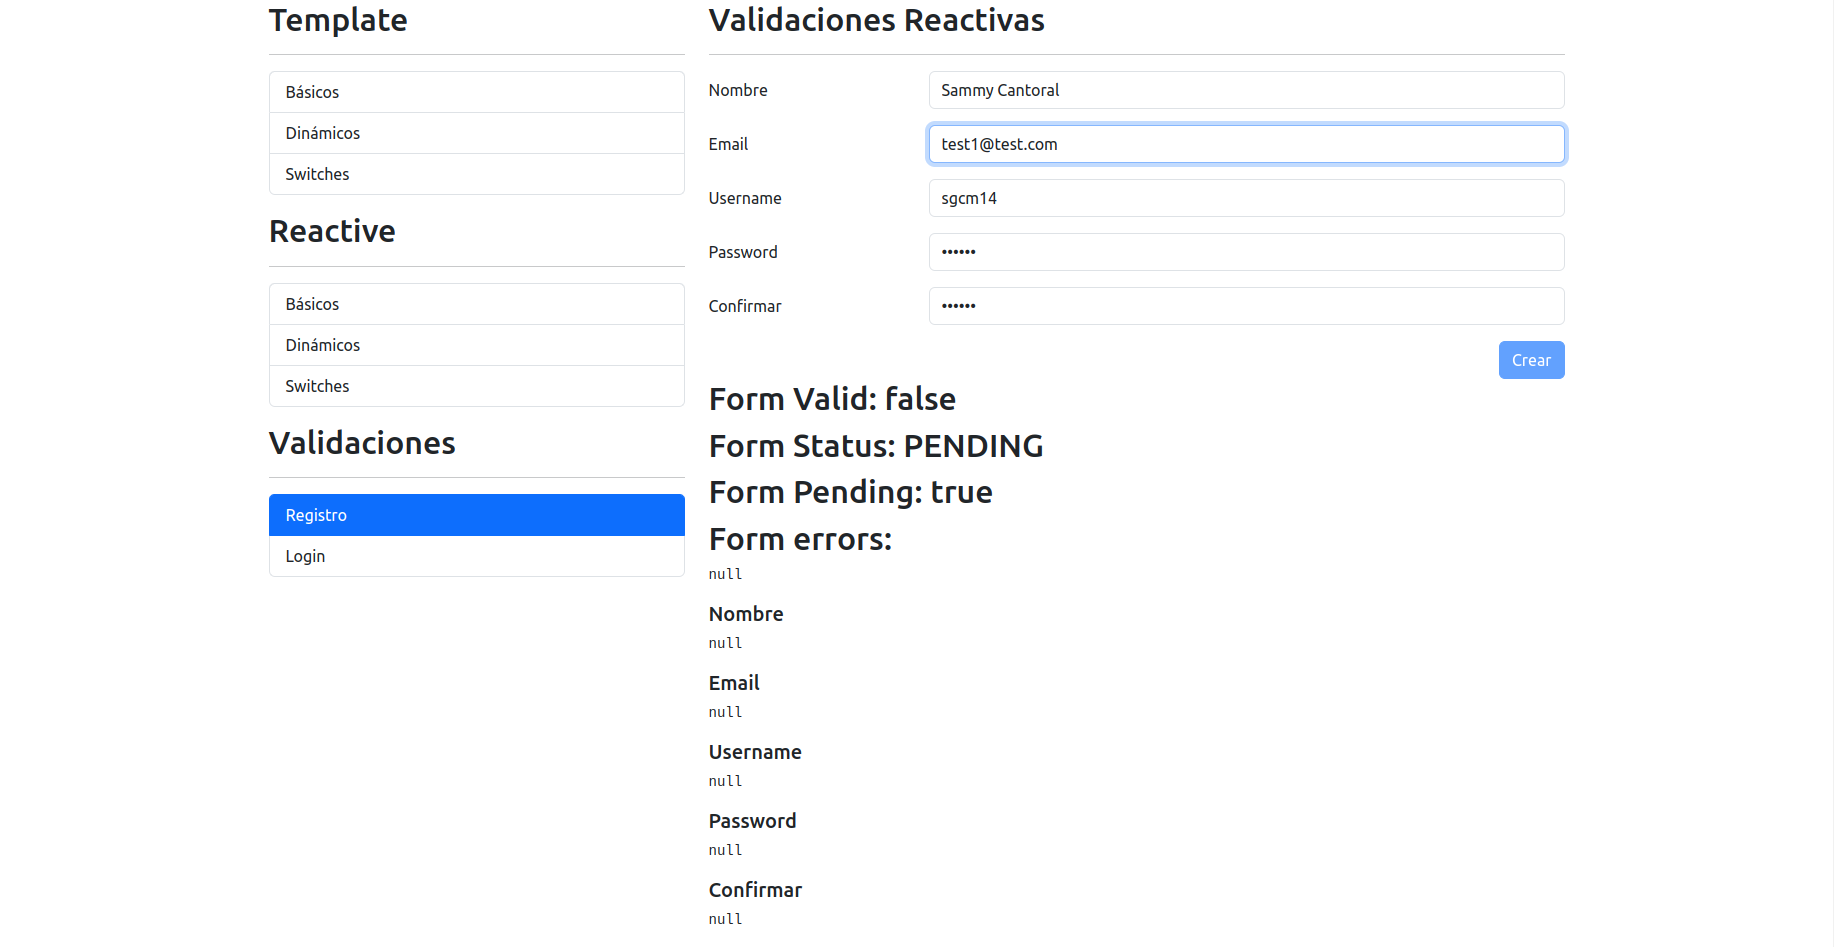 Template
Básicos
Dinámicos
Switches
Reactive
Básicos
Dinámicos
Switches
Validaciones
Registro
Login
Validaciones Reactivas
Nombre
Sammy Cantoral
Email
test1@test.com
Username
sgcm14
Password
••••••
Confirmar
••••••
Crear
Form Valid: false
Form Status: PENDING
Form Pending: true
Form errors:
null
Nombre
null
Email
null
Username
null
Password
null
Confirmar
null